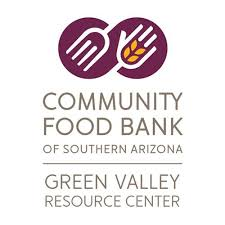 COMMUNITY
FOOD BANK
OF SOUTHERN ARIZONA
GREEN VALLEY
RESOURCE CENTER